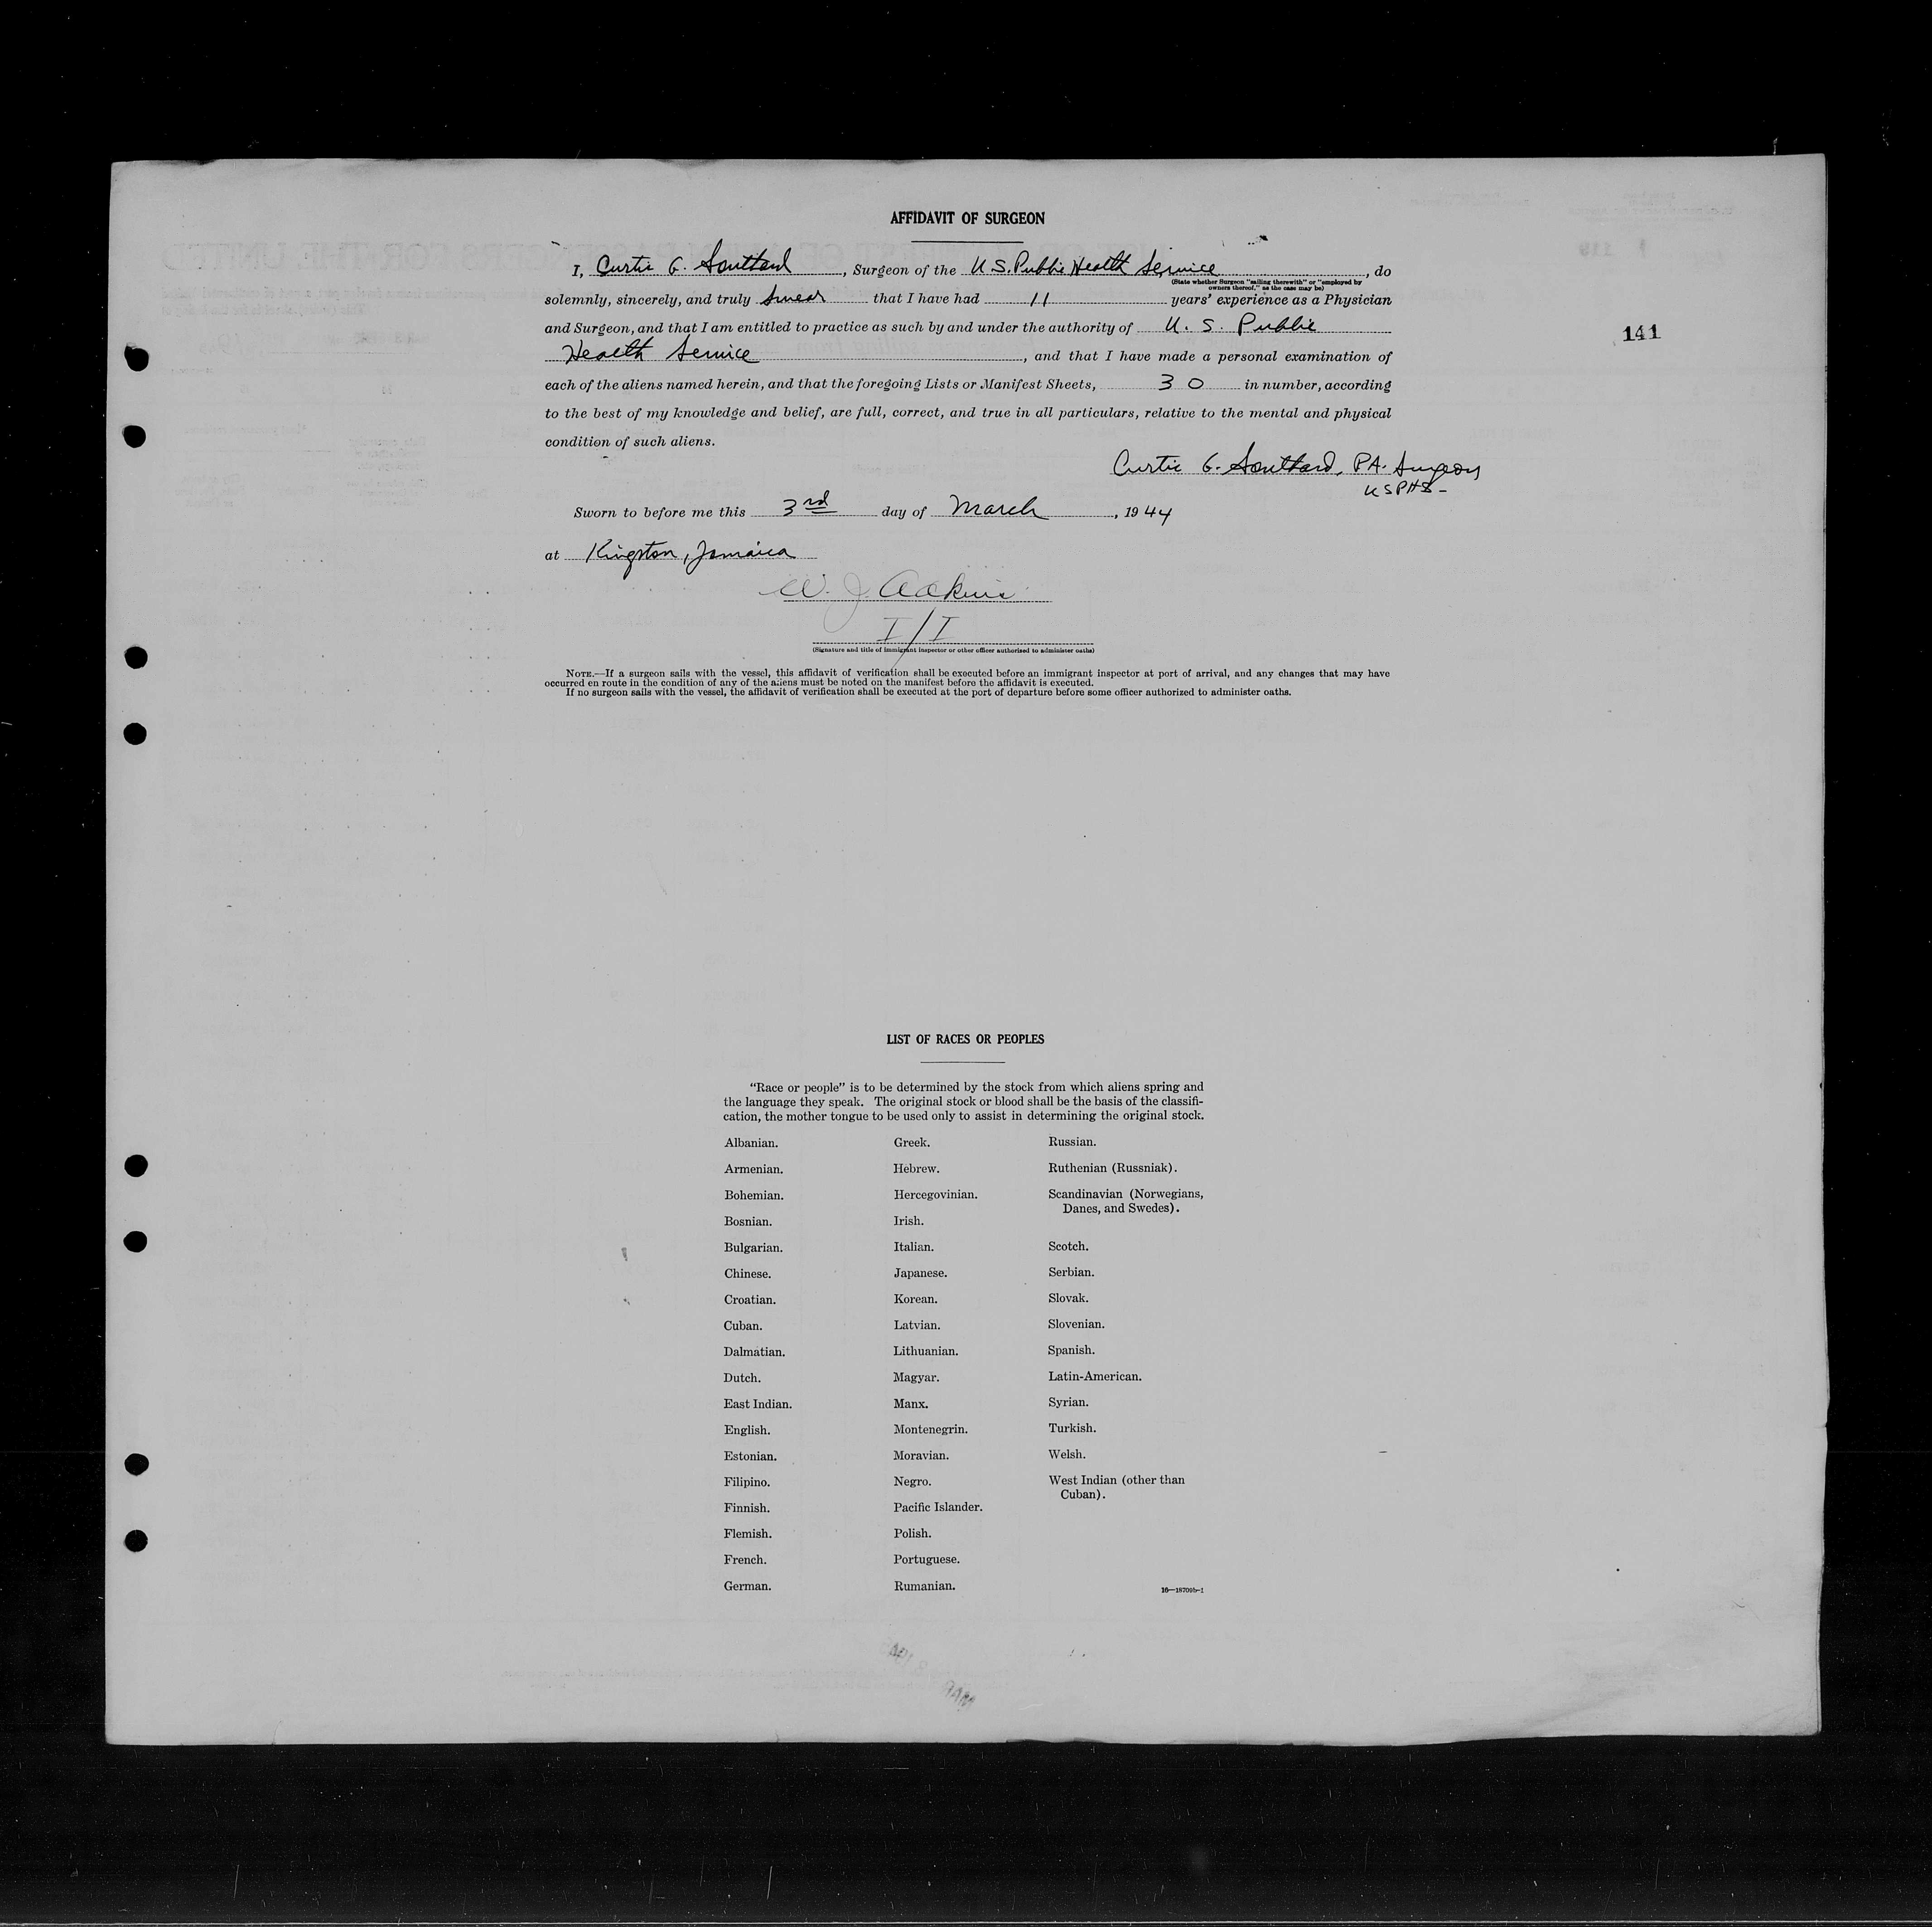 AFFIDAVIT OF SURGEON
I, Curtis G. Southard, Surgeon of the U.S. Public Health Service, do
(State whether Surgeon "sailing therewith" or "employed by
owners thereof," as the case may be)
solemnly, sincerely, and truly swear that I have had 11 years' experience as a Physician
and Surgeon, and that I am entitled to practice as such by and under the authority of U. S. Public
141
Health Service, and that I have made a personal examination of
each of the aliens named herein, and that the foregoing Lists or Manifest Sheets, 30 in number, according
to the best of my knowledge and belief, are full, correct, and true in all particulars, relative to the mental and physical
condition of such aliens.
Curtis G. Southard, P.A. Surgeon
USPHS-
Sworn to before me this 3rd day of March, 1944
at Kingston, Jamaica
W. J. Adkins
I/I
(Signature and title of immigrant inspector or other officer authorized to administer oaths)
NOTE.—If a surgeon sails with the vessel, this affidavit of verification shall be executed before an immigrant inspector at port of arrival, and any changes that may have
occurred en route in the condition of any of the aliens must be noted on the manifest before the affidavit is executed.
If no surgeon sails with the vessel, the affidavit of verification shall be executed at the port of departure before some officer authorized to administer oaths.
LIST OF RACES OR PEOPLES
"Race or people" is to be determined by the stock from which aliens spring and
the language they speak. The original stock or blood shall be the basis of the classifi-
cation, the mother tongue to be used only to assist in determining the original stock.
Albanian.
Armenian.
Bohemian.
Bosnian.
Bulgarian.
Chinese.
Croatian.
Cuban.
Dalmatian.
Dutch.
East Indian.
English.
Estonian.
Filipino.
Finnish.
Flemish.
French.
German.
Greek.
Hebrew.
Hercegovinian.
Irish.
Italian.
Japanese.
Korean.
Latvian.
Lithuanian.
Magyar.
Manx.
Montenegrin.
Moravian.
Negro.
Pacific Islander.
Polish.
Portuguese.
Rumanian.
Russian.
Ruthenian (Russniak).
Scandinavian (Norwegians,
Danes, and Swedes).
Scotch.
Serbian.
Slovak.
Slovenian.
Spanish.
Latin-American.
Syrian.
Turkish.
Welsh.
West Indian (other than
Cuban).
16—18709b-1